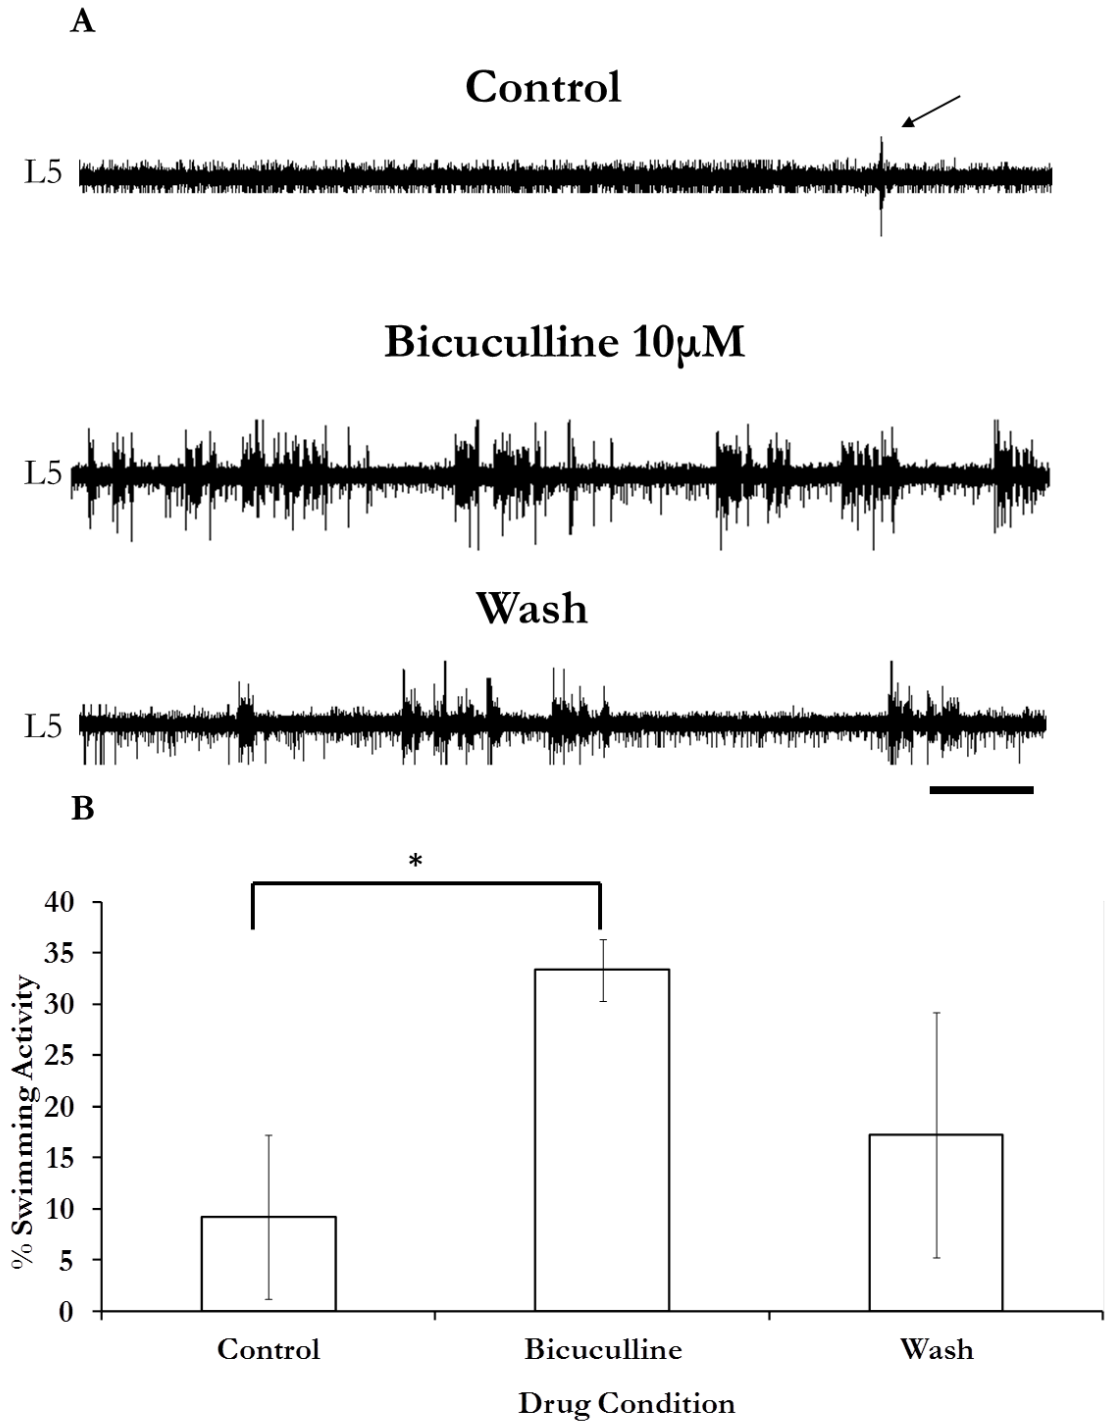 A
Control
L5
Bicuculline 10µM
L5
Wash
L5
B
*
% Swimming Activity
40
35
30
25
20
15
10
5
0
Control Bicuculline Wash
Drug Condition